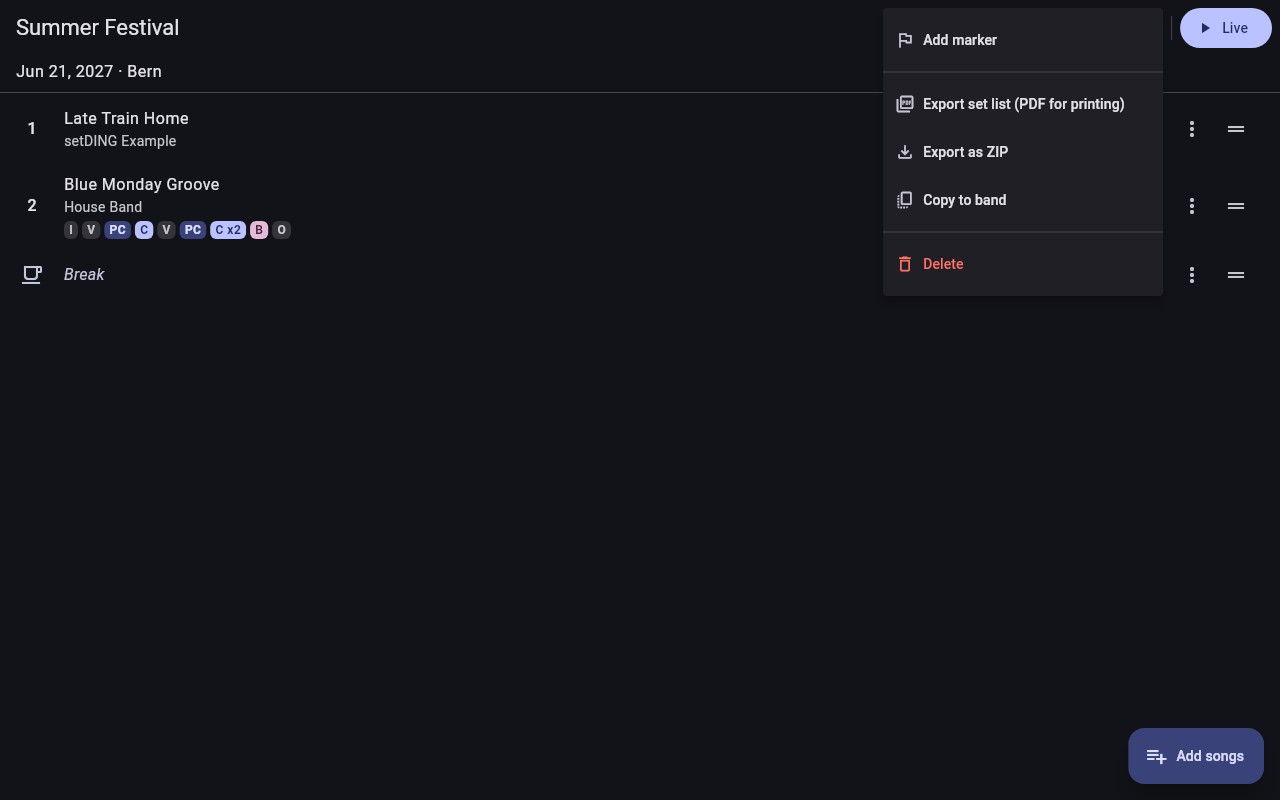 Summer Festival
Live
Jun 21, 2027 · Bern
1
Late Train Home
setDING Example
2
Blue Monday Groove
House Band
I V PC C V PC C x2 B O
Break
Add marker
PDF
Export set list (PDF for printing)
Export as ZIP
Copy to band
Delete
Add songs